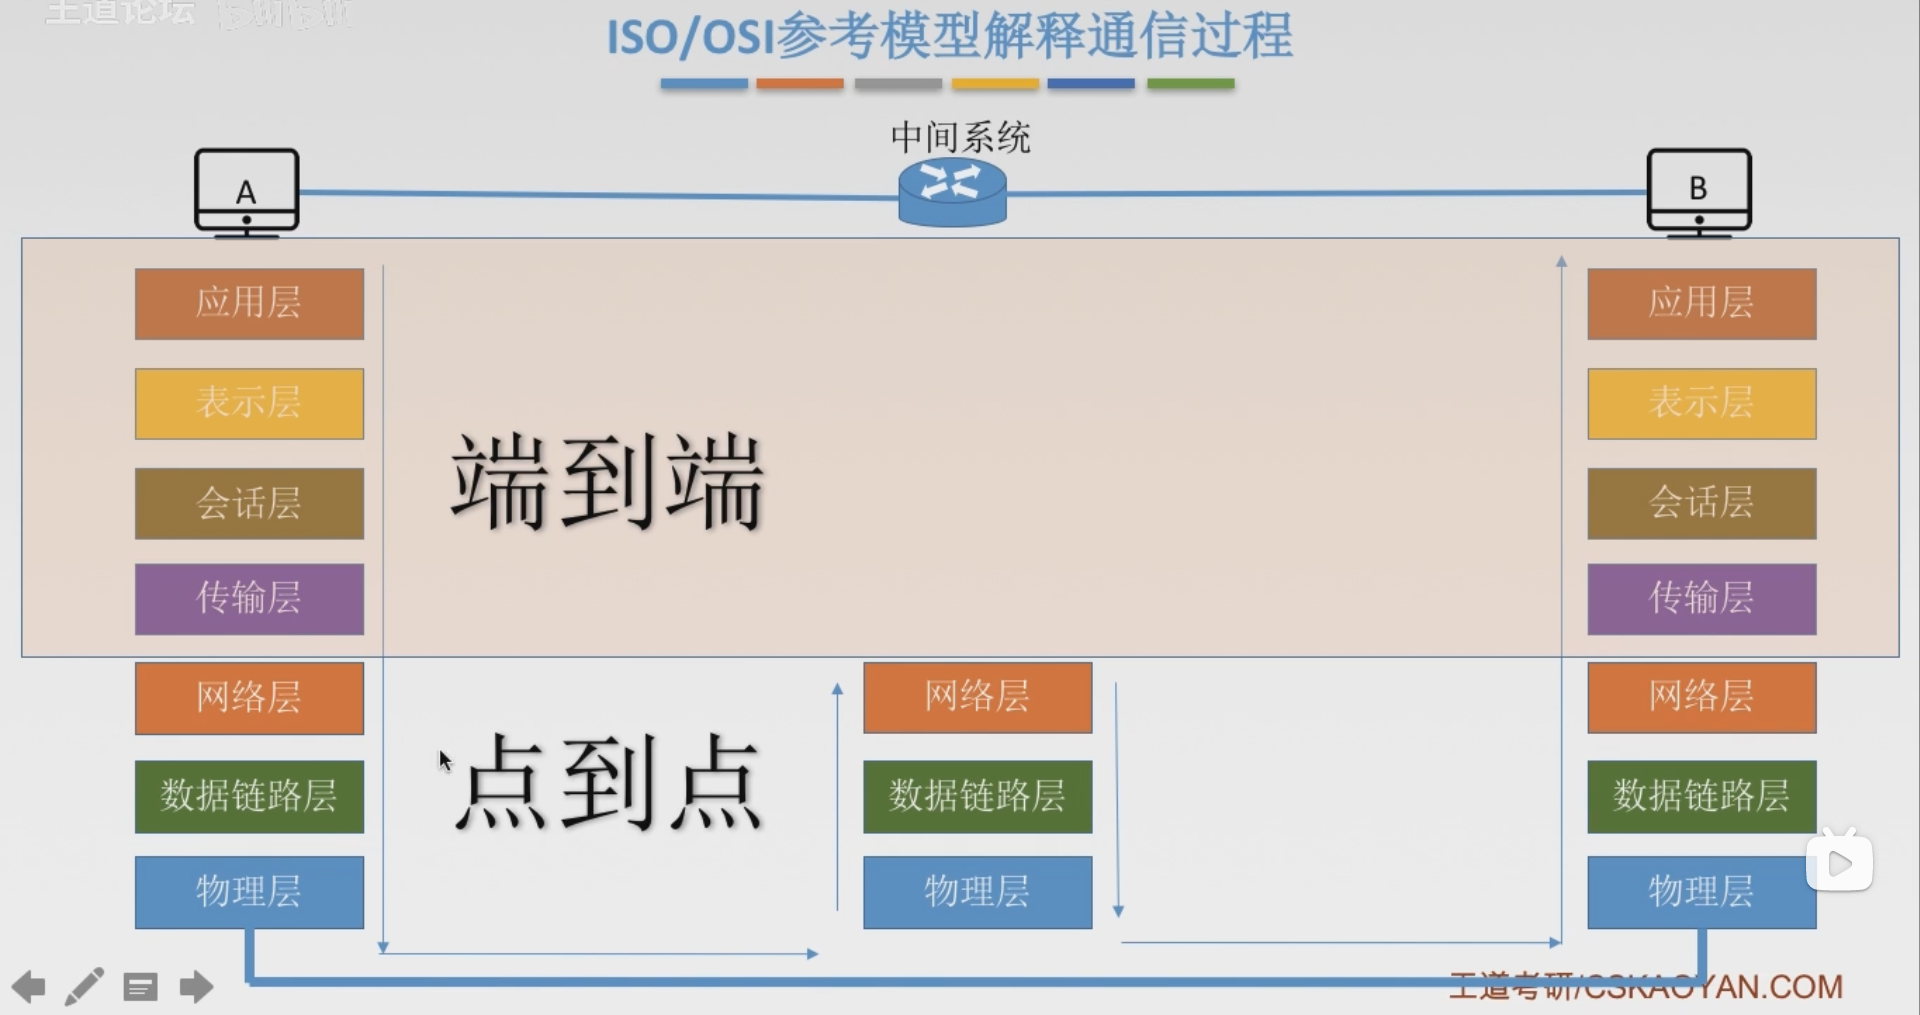 王道论坛 bilibili
ISO/OSI参考模型解释通信过程
中间系统
A
B
应用层
应用层
表示层
表示层
端到端
会话层
会话层
传输层
传输层
网络层
网络层
网络层
点到点
数据链路层
数据链路层
数据链路层
物理层
物理层
物理层
王道考研/CSKAOYAN.COM